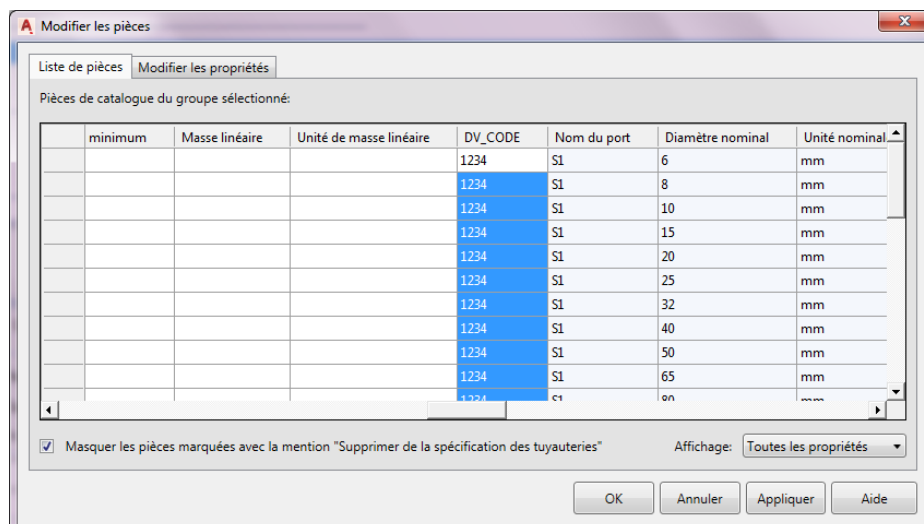 Modifier les pièces
Liste de pièces Modifier les propriétés
Pièces de catalogue du groupe sélectionné:
minimum Masse linéaire Unité de masse linéaire DV_CODE Nom du port Diamètre nominal Unité nominal
1234 S1 6 mm
1234 S1 8 mm
1234 S1 10 mm
1234 S1 15 mm
1234 S1 20 mm
1234 S1 25 mm
1234 S1 32 mm
1234 S1 40 mm
1234 S1 50 mm
1234 S1 65 mm
1234 S1 80 mm
Masquer les pièces marquées avec la mention "Supprimer de la spécification des tuyauteries" Affichage: Toutes les propriétés
OK Annuler Appliquer Aide